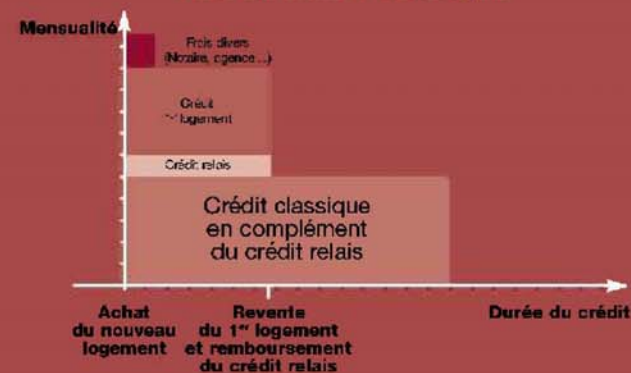 Mensualité
Frais divers
(Notaire, agence...)
Crédit
1er logement
Crédit relais
Crédit classique
en complément
du crédit relais
Achat
du nouveau
logement
Revente
du 1er logement
et remboursement
du crédit relais
Durée du crédit